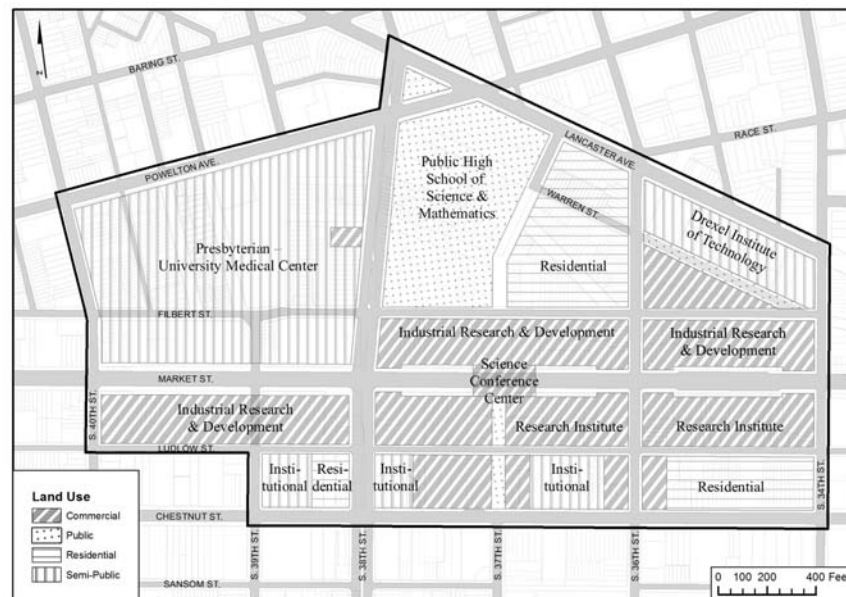 BARING ST.
POWELTON AVE.
LANCASTER AVE.
RACE ST.
WARREN ST.
Public High
School of
Science &
Mathematics
Drexel Institute
of Technology
Presbyterian –
University Medical Center
Residential
FILBERT ST.
Industrial Research & Development
Industrial Research
& Development
MARKET ST.
Science
Conference
Center
S. 40TH ST.
Industrial Research
& Development
Research Institute
Research Institute
LUDLOW ST.
Insti-
tutional
Resi-
dential
Insti-
tutional
Insti-
tutional
Residential
S. 34TH ST.
CHESTNUT ST.
S. 39TH ST.
S. 38TH ST.
S. 37TH ST.
S. 36TH ST.
SANSOM ST.
Land Use
Commercial
Public
Residential
Semi-Public
0 100 200 400 Feet
N